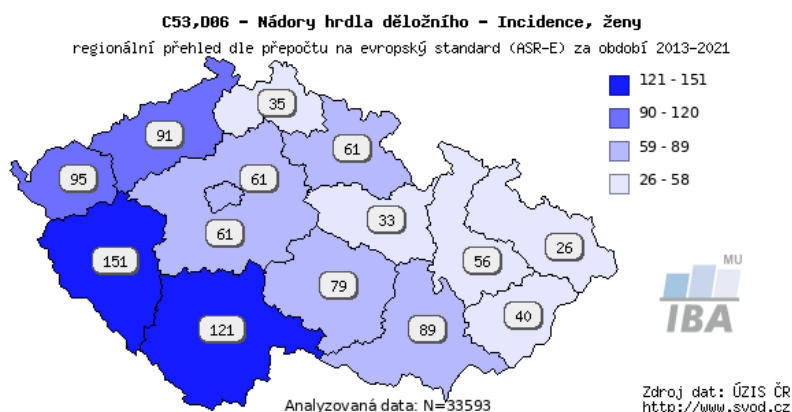 C53,D06 - Nádory hrdla děložního - Incidence, ženy
regionální přehled dle přepočtu na evropský standard (ASR-E) za období 2013-2021
121 - 151
90 - 120
59 - 89
26 - 58
35
91
61
95
61
33
61
151
56
26
79
40
121
89
MU
IBA
Analyzovaná data: N=33593
Zdroj dat: ÚZIS ČR
http://www.svod.cz